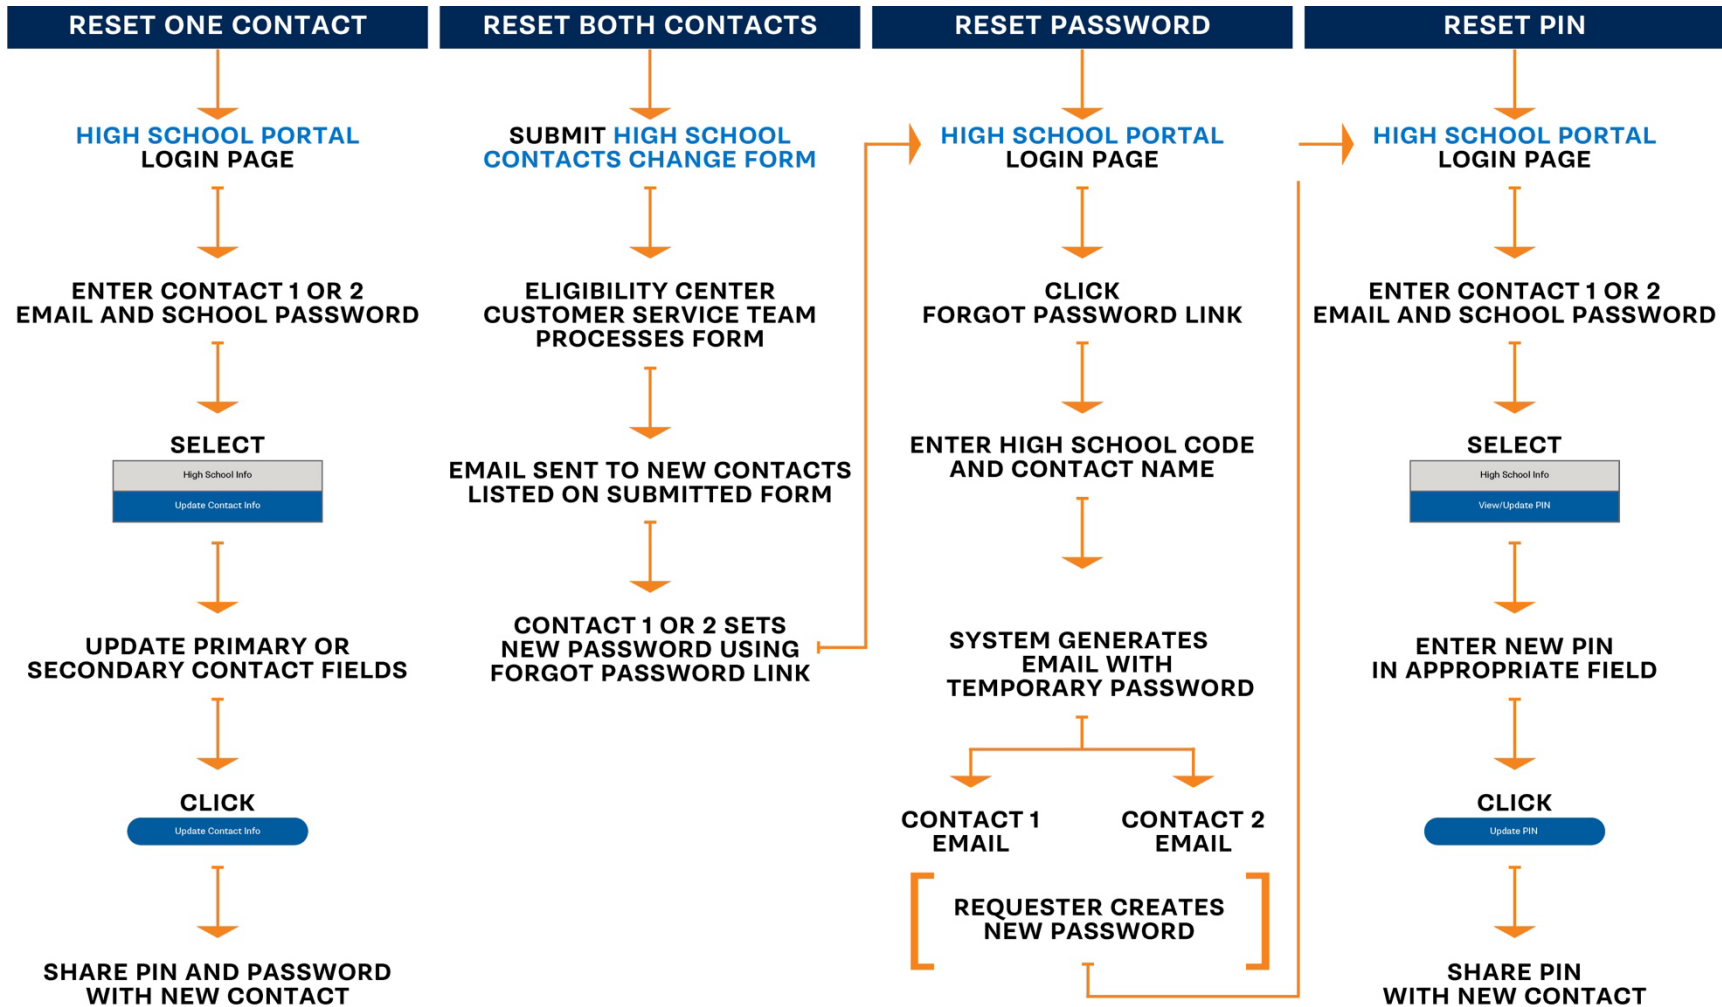 RESET ONE CONTACT
HIGH SCHOOL PORTAL
LOGIN PAGE
ENTER CONTACT 1 OR 2
EMAIL AND SCHOOL PASSWORD
SELECT
High School Info
Update Contact Info
UPDATE PRIMARY OR
SECONDARY CONTACT FIELDS
CLICK
Update Contact Info
SHARE PIN AND PASSWORD
WITH NEW CONTACT
RESET BOTH CONTACTS
SUBMIT HIGH SCHOOL
CONTACTS CHANGE FORM
ELIGIBILITY CENTER
CUSTOMER SERVICE TEAM
PROCESSES FORM
EMAIL SENT TO NEW CONTACTS
LISTED ON SUBMITTED FORM
CONTACT 1 OR 2 SETS
NEW PASSWORD USING
FORGOT PASSWORD LINK
RESET PASSWORD
HIGH SCHOOL PORTAL
LOGIN PAGE
CLICK
FORGOT PASSWORD LINK
ENTER HIGH SCHOOL CODE
AND CONTACT NAME
SYSTEM GENERATES
EMAIL WITH
TEMPORARY PASSWORD
CONTACT 1
EMAIL
CONTACT 2
EMAIL
REQUESTER CREATES
NEW PASSWORD
RESET PIN
HIGH SCHOOL PORTAL
LOGIN PAGE
ENTER CONTACT 1 OR 2
EMAIL AND SCHOOL PASSWORD
SELECT
High School Info
View/Update PIN
ENTER NEW PIN
IN APPROPRIATE FIELD
CLICK
Update PIN
SHARE PIN
WITH NEW CONTACT